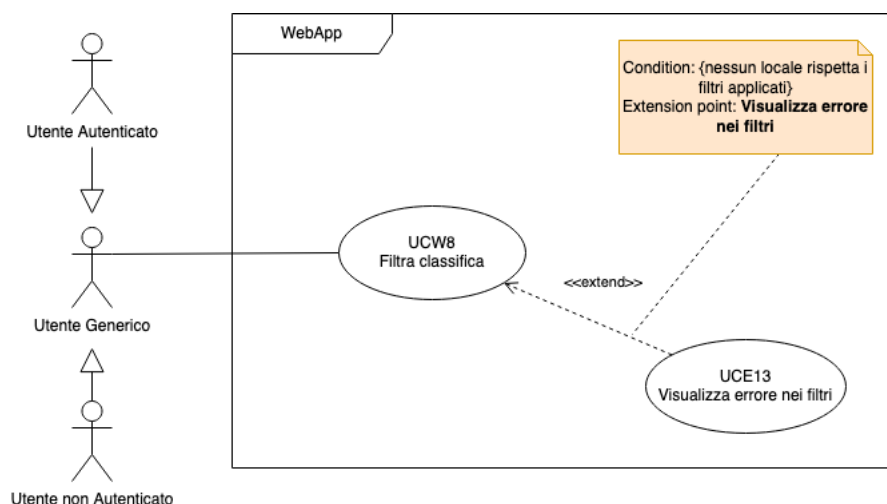 WebApp
Utente Autenticato
Condition: {nessun locale rispetta i
filtri applicati}
Extension point: Visualizza errore
nei filtri
UCW8
Filtra classifica
<<extend>>
Utente Generico
UCE13
Visualizza errore nei filtri
Utente non Autenticato